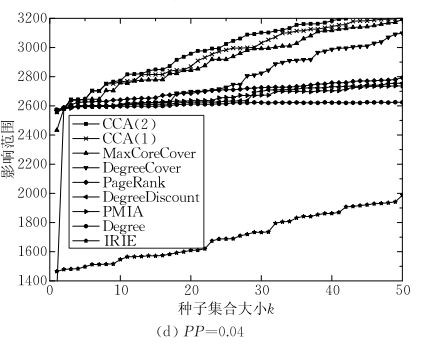 3200
3000
2800
2600
2400
2200
2000
1800
1600
1400
影响范围
CCA(2)
CCA(1)
MaxCoreCover
DegreeCover
PageRank
DegreeDiscount
PMIA
Degree
IRIE
0 10 20 30 40 50
种子集合大小k
(d) PP=0.04